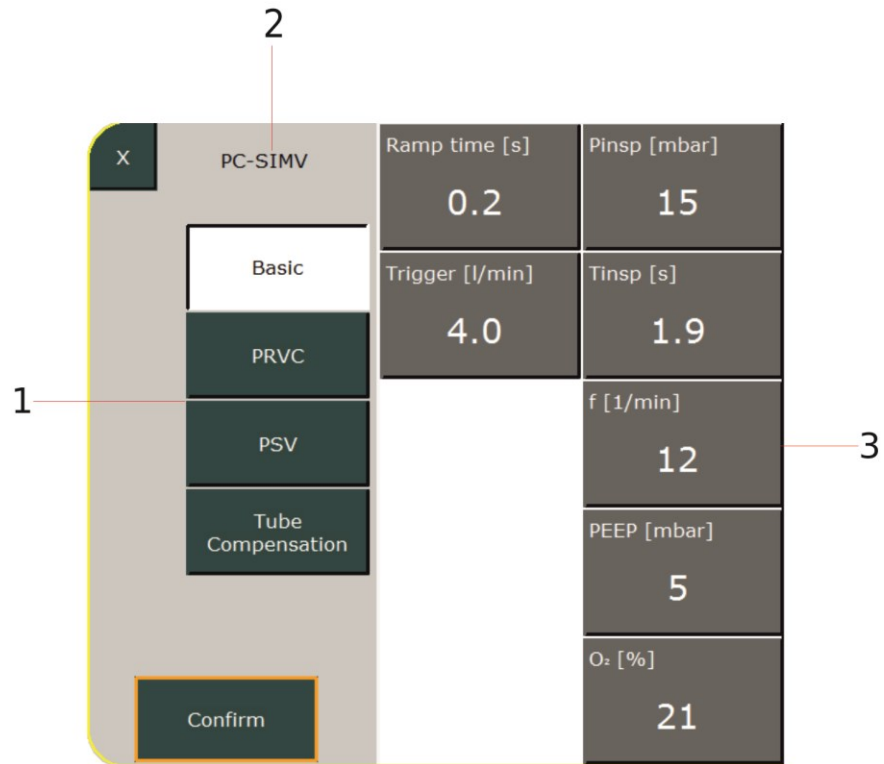 2
X
PC-SIMV
Ramp time [s]
0.2
Pinsp [mbar]
15
Basic
Trigger [l/min]
4.0
Tinsp [s]
1.9
PRVC
1
f [1/min]
12
3
PSV
Tube
Compensation
PEEP [mbar]
5
O₂ [%]
21
Confirm